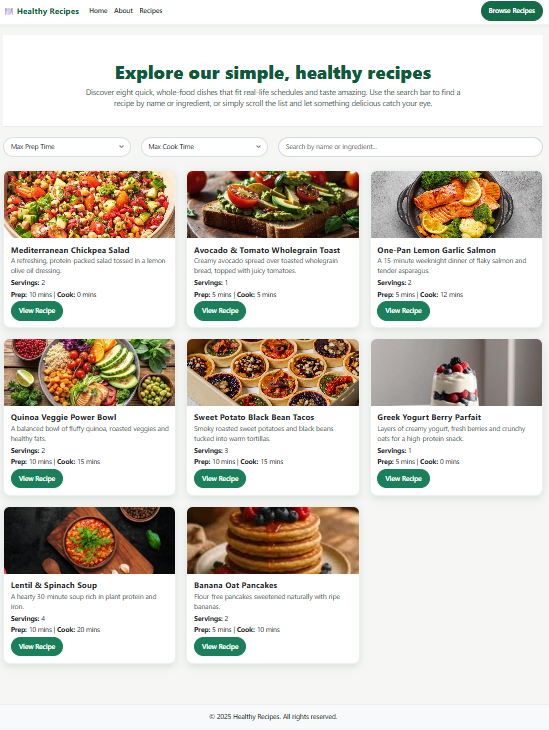 Healthy Recipes Home About Recipes Browse Recipes
Explore our simple, healthy recipes
Discover eight quick, whole-food dishes that fit real-life schedules and taste amazing. Use the search bar to find a
recipe by name or ingredient, or simply scroll the list and let something delicious catch your eye.
Max Prep Time
Max Cook Time
Search by name or ingredient...
Mediterranean Chickpea Salad
A refreshing, protein-packed salad tossed in a lemon-
olive oil dressing.
Servings: 2
Prep: 10 mins | Cook: 0 mins
View Recipe
Avocado & Tomato Wholegrain Toast
Creamy avocado spread over toasted wholegrain
bread, topped with juicy tomatoes.
Servings: 1
Prep: 5 mins | Cook: 5 mins
View Recipe
One-Pan Lemon Garlic Salmon
A 15-minute weeknight dinner of flaky salmon and
tender asparagus.
Servings: 2
Prep: 5 mins | Cook: 12 mins
View Recipe
Quinoa Veggie Power Bowl
A balanced bowl of fluffy quinoa, roasted veggies and
healthy fats.
Servings: 2
Prep: 10 mins | Cook: 15 mins
View Recipe
Sweet Potato Black Bean Tacos
Smoky roasted sweet potatoes and black beans
tucked into warm tortillas.
Servings: 3
Prep: 10 mins | Cook: 15 mins
View Recipe
Greek Yogurt Berry Parfait
Layers of creamy yogurt, fresh berries and crunchy
oats for a high-protein snack.
Servings: 1
Prep: 5 mins | Cook: 0 mins
View Recipe
Lentil & Spinach Soup
A hearty 30-minute soup rich in plant protein and
iron.
Servings: 4
Prep: 10 mins | Cook: 20 mins
View Recipe
Banana Oat Pancakes
Flour-free pancakes sweetened naturally with ripe
bananas.
Servings: 2
Prep: 5 mins | Cook: 10 mins
View Recipe
© 2025 Healthy Recipes. All rights reserved.